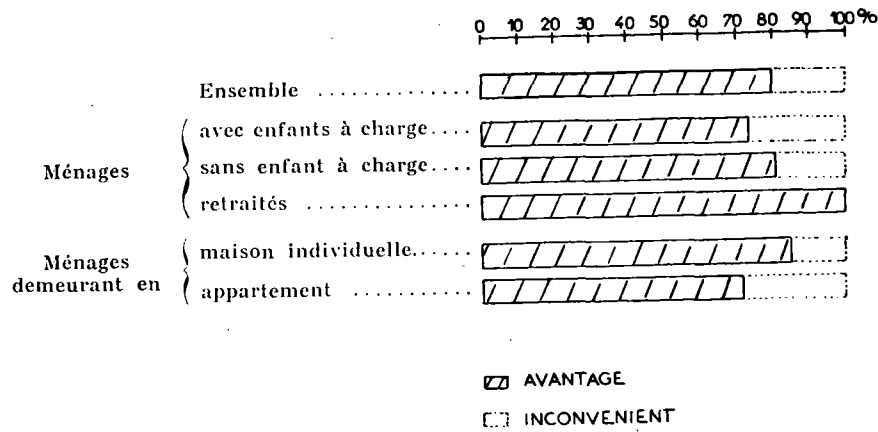 0 10 20 30 40 50 60 70 80 90 100%
Ensemble ..............
avec enfants à charge....
Ménages sans enfant à charge....
retraités ...............
maison individuelle......
Ménages
demeurant en
appartement ...........
AVANTAGE
INCONVENIENT